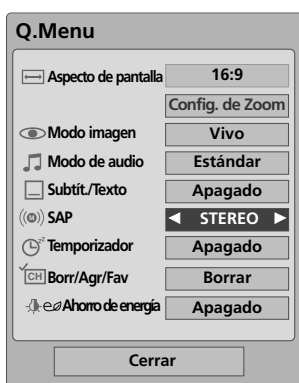 Q.Menu
Aspecto de pantalla 16:9
Config. de Zoom
Modo imagen Vivo
Modo de audio Estándar
Subtít./Texto Apagado
SAP ◀ STEREO ▶
Temporizador Apagado
CH Borr/Agr/Fav Borrar
Ahorro de energía Apagado
Cerrar